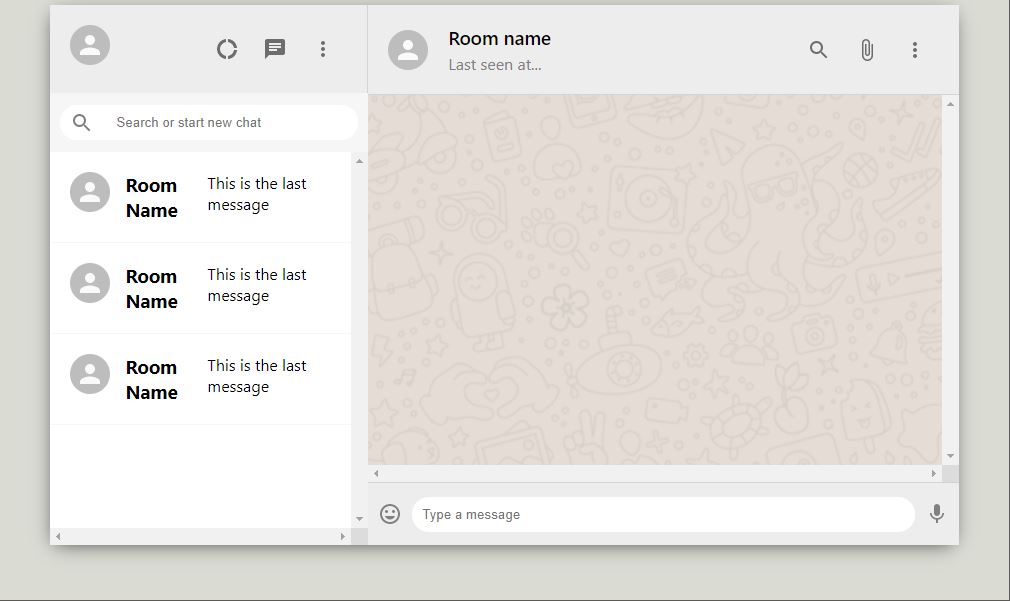 Room name
Last seen at...
Search or start new chat
Room
Name
This is the last
message
Room
Name
This is the last
message
Room
Name
This is the last
message
Type a message